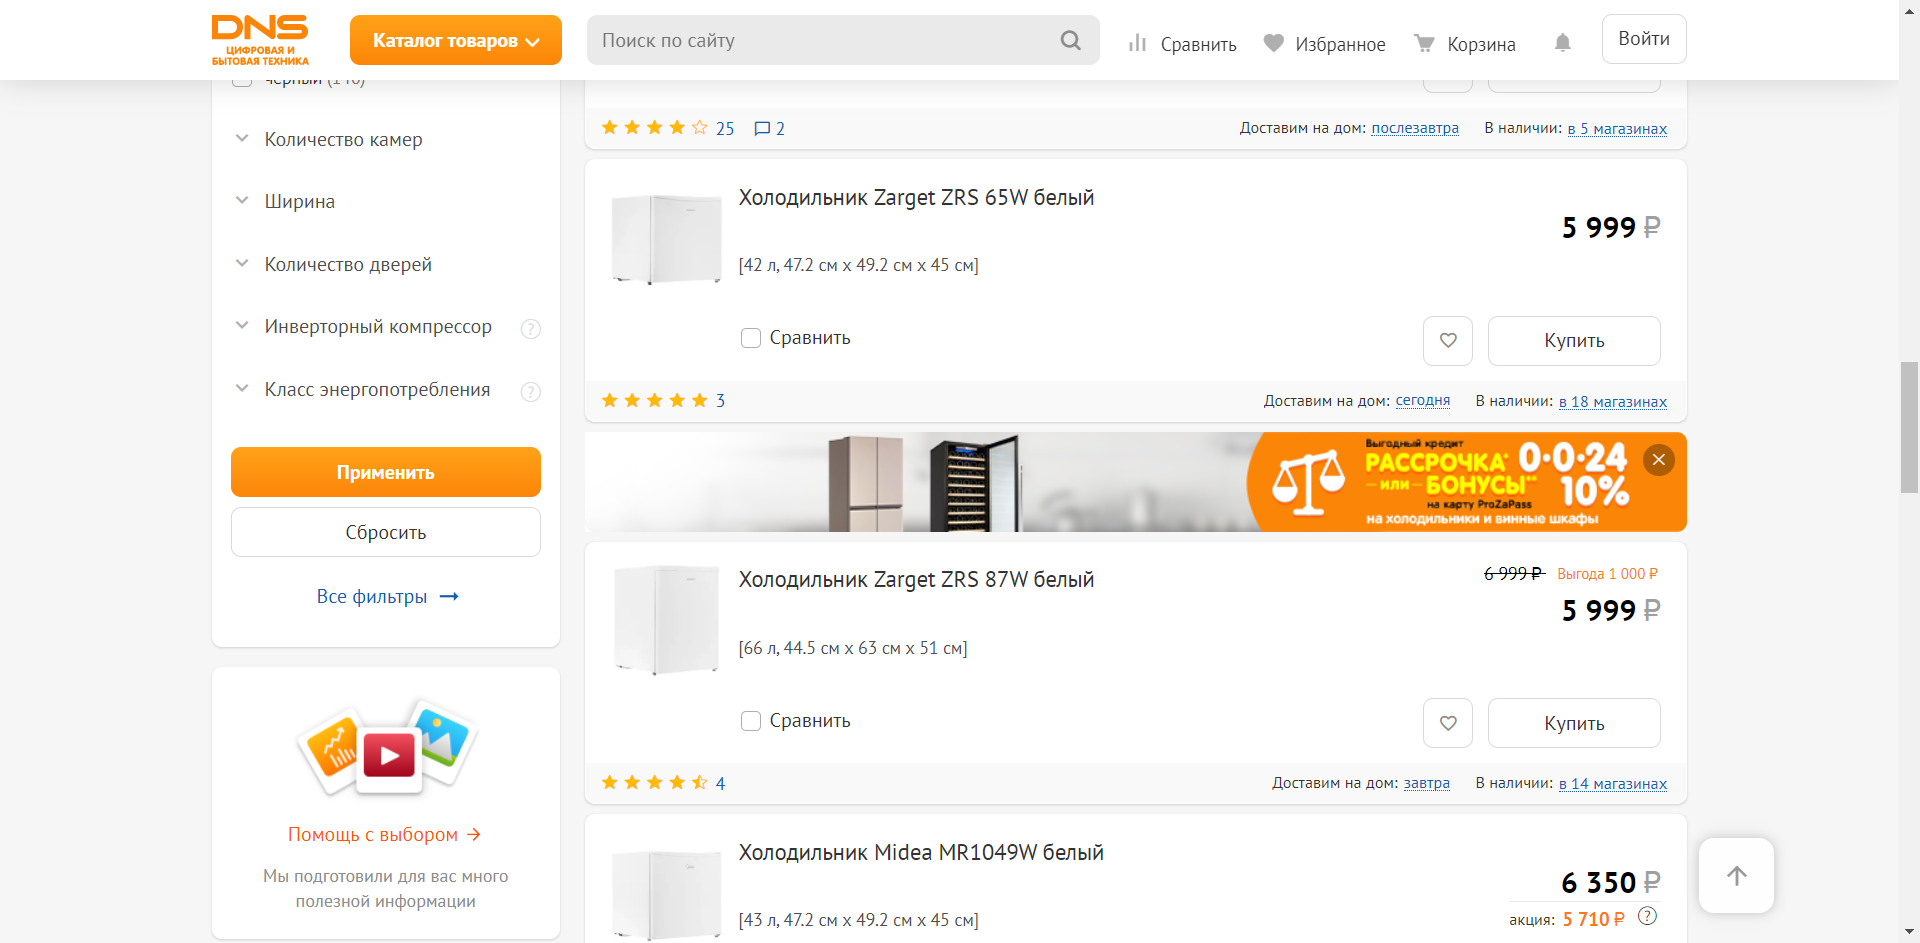 DNS
ЦИФРОВАЯ И
БЫТОВАЯ ТЕХНИКА
Каталог товаров
Поиск по сайту
Сравнить
Избранное
Корзина
Войти
черный (146)
Количество камер
Ширина
Количество дверей
Инверторный компрессор ?
Класс энергопотребления ?
Применить
Сбросить
Все фильтры
Помощь с выбором
Мы подготовили для вас много
полезной информации
25 2
Доставим на дом: послезавтра В наличии: в 5 магазинах
Холодильник Zarget ZRS 65W белый
5 999 ₽
[42 л, 47.2 см x 49.2 см x 45 см]
Сравнить
Купить
3
Доставим на дом: сегодня В наличии: в 18 магазинах
Выгодный кредит
РАССРОЧКА* 0·0·24
– или – БОНУСЫ** 10%
на карту ProZaPass
на холодильники и винные шкафы
Холодильник Zarget ZRS 87W белый
6 999 ₽ Выгода 1 000 ₽
5 999 ₽
[66 л, 44.5 см x 63 см x 51 см]
Сравнить
Купить
4
Доставим на дом: завтра В наличии: в 14 магазинах
Холодильник Midea MR1049W белый
6 350 ₽
[43 л, 47.2 см x 49.2 см x 45 см]
акция: 5 710 ₽ ?